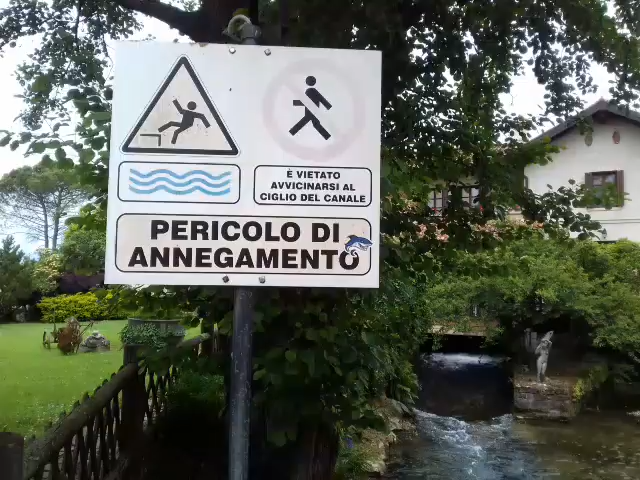 È VIETATO
AVVICINARSI AL
CIGLIO DEL CANALE
PERICOLO DI
ANNEGAMENTO